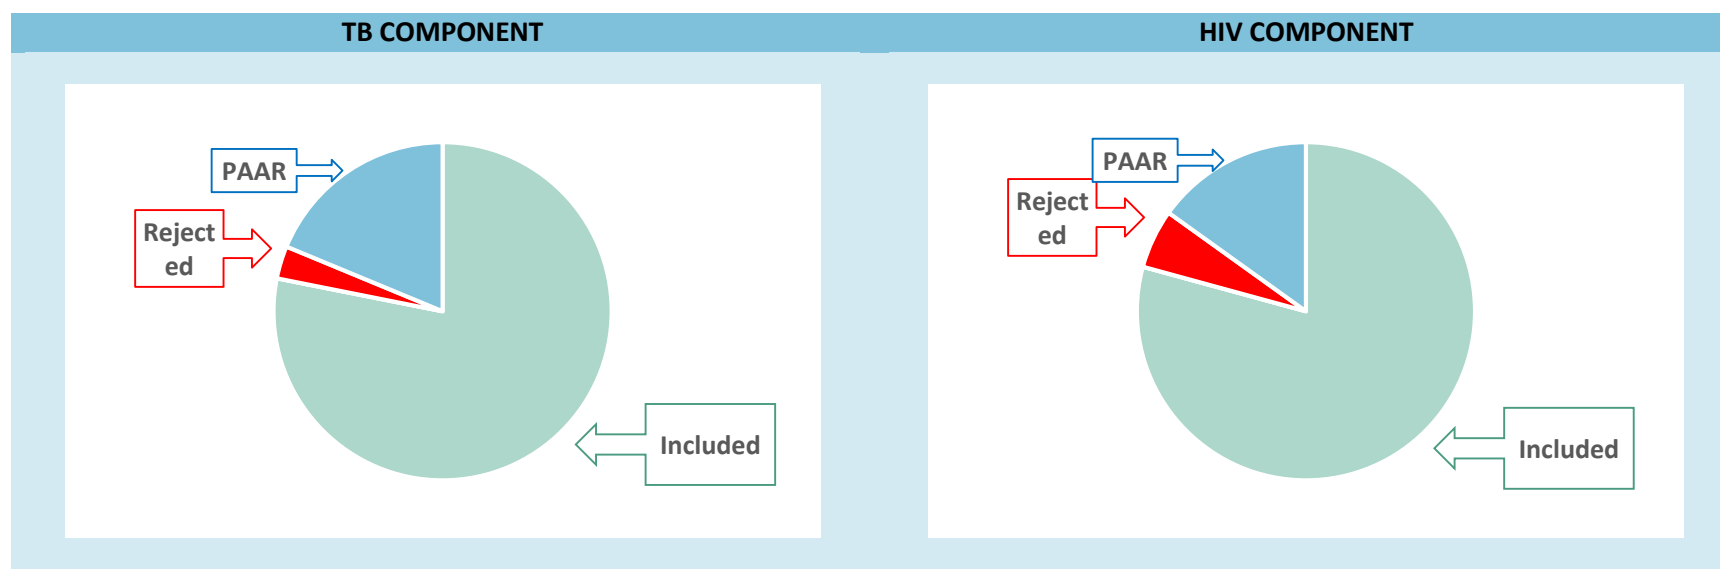 TB COMPONENT
HIV COMPONENT
PAAR
Reject
ed
Included
PAAR
Reject
ed
Included